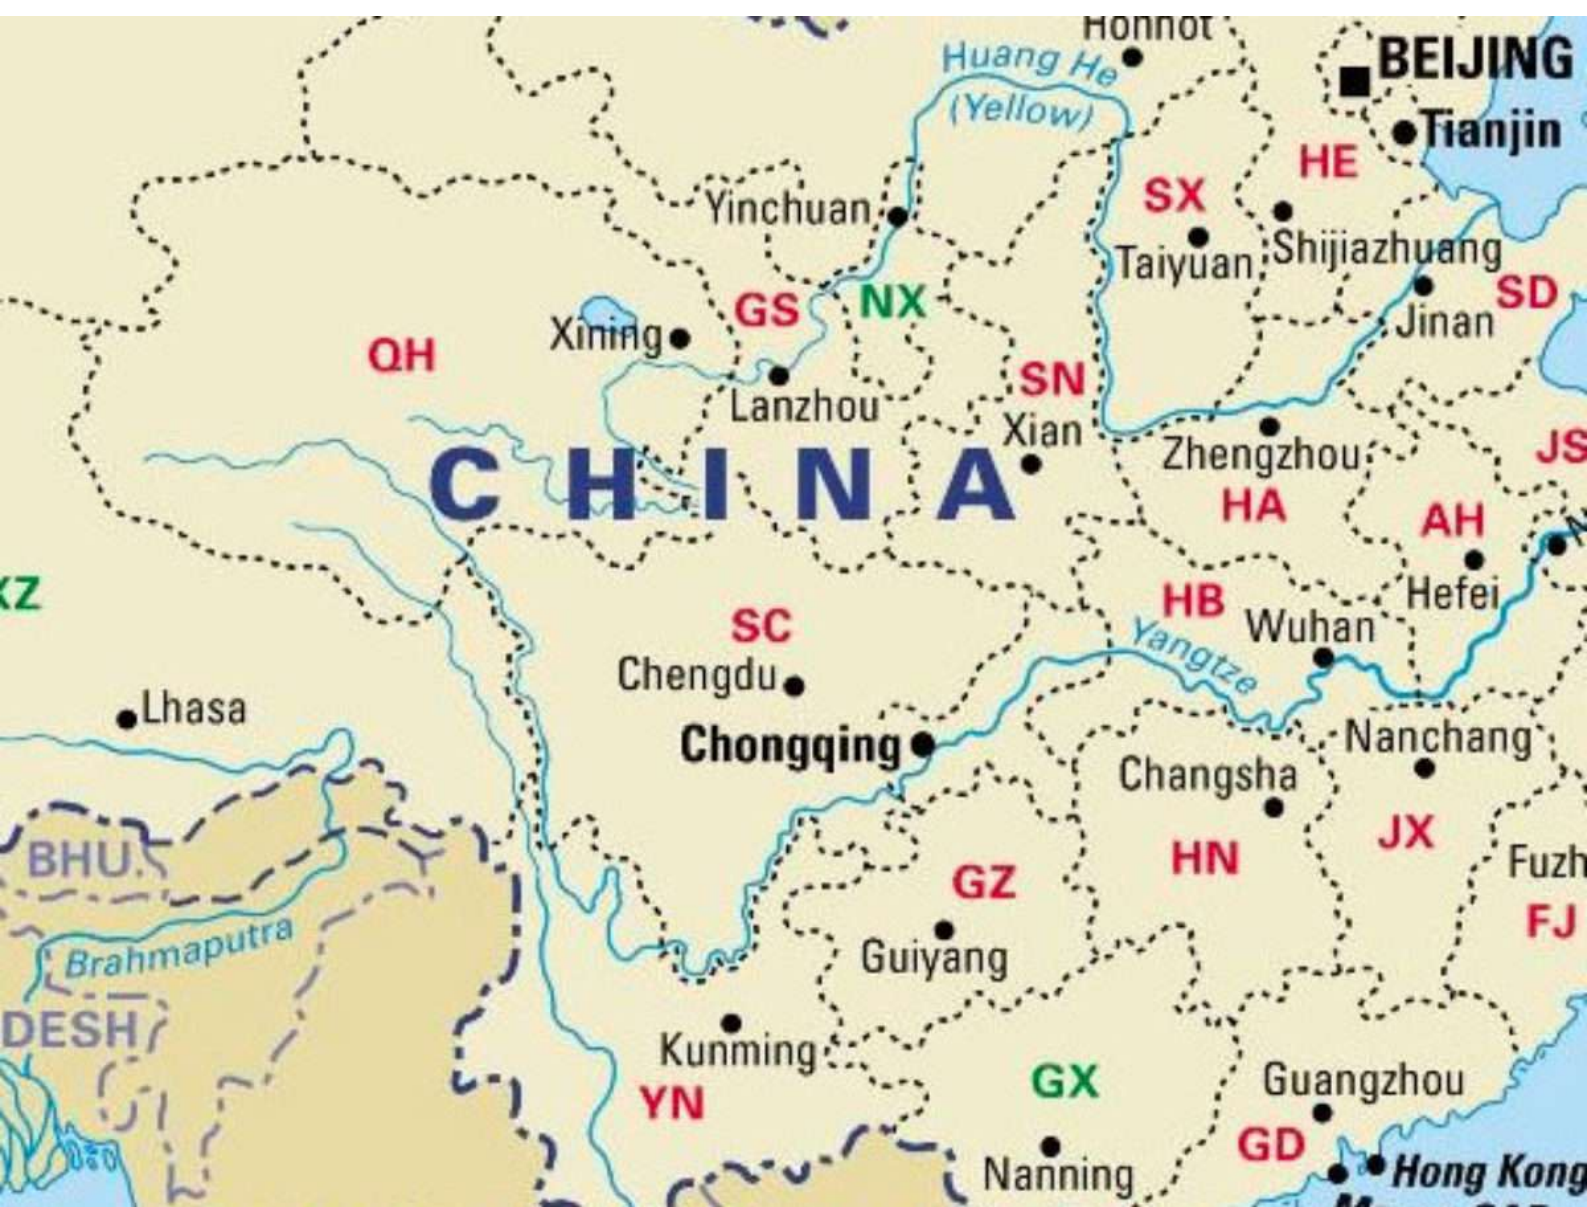 Hohhot
BEIJING
Huang He
(Yellow)
Tianjin
HE
SX
Yinchuan
Taiyuan
Shijiazhuang
GS
NX
SD
Xining
Jinan
QH
SN
Lanzhou
Xian
Zhengzhou
JS
CHINA
HA
AH
XZ
Hefei
HB
SC
Wuhan
Yangtze
Chengdu
Lhasa
Chongqing
Nanchang
Changsha
BHU.
JX
HN
Fuzh
GZ
FJ
Brahmaputra
Guiyang
DESH
Kunming
GX
Guangzhou
YN
GD
Nanning
Hong Kong